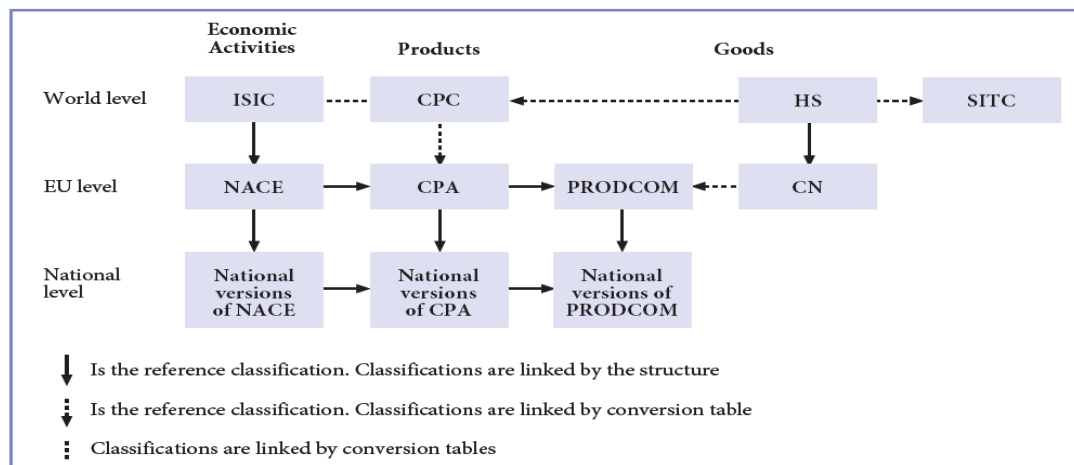 Economic
Activities
Products
Goods
World level
ISIC
CPC
HS
SITC
EU level
NACE
CPA
PRODCOM
CN
National
level
National
versions
of NACE
National
versions
of CPA
National
versions of
PRODCOM
Is the reference classification. Classifications are linked by the structure
Is the reference classification. Classifications are linked by conversion table
Classifications are linked by conversion tables